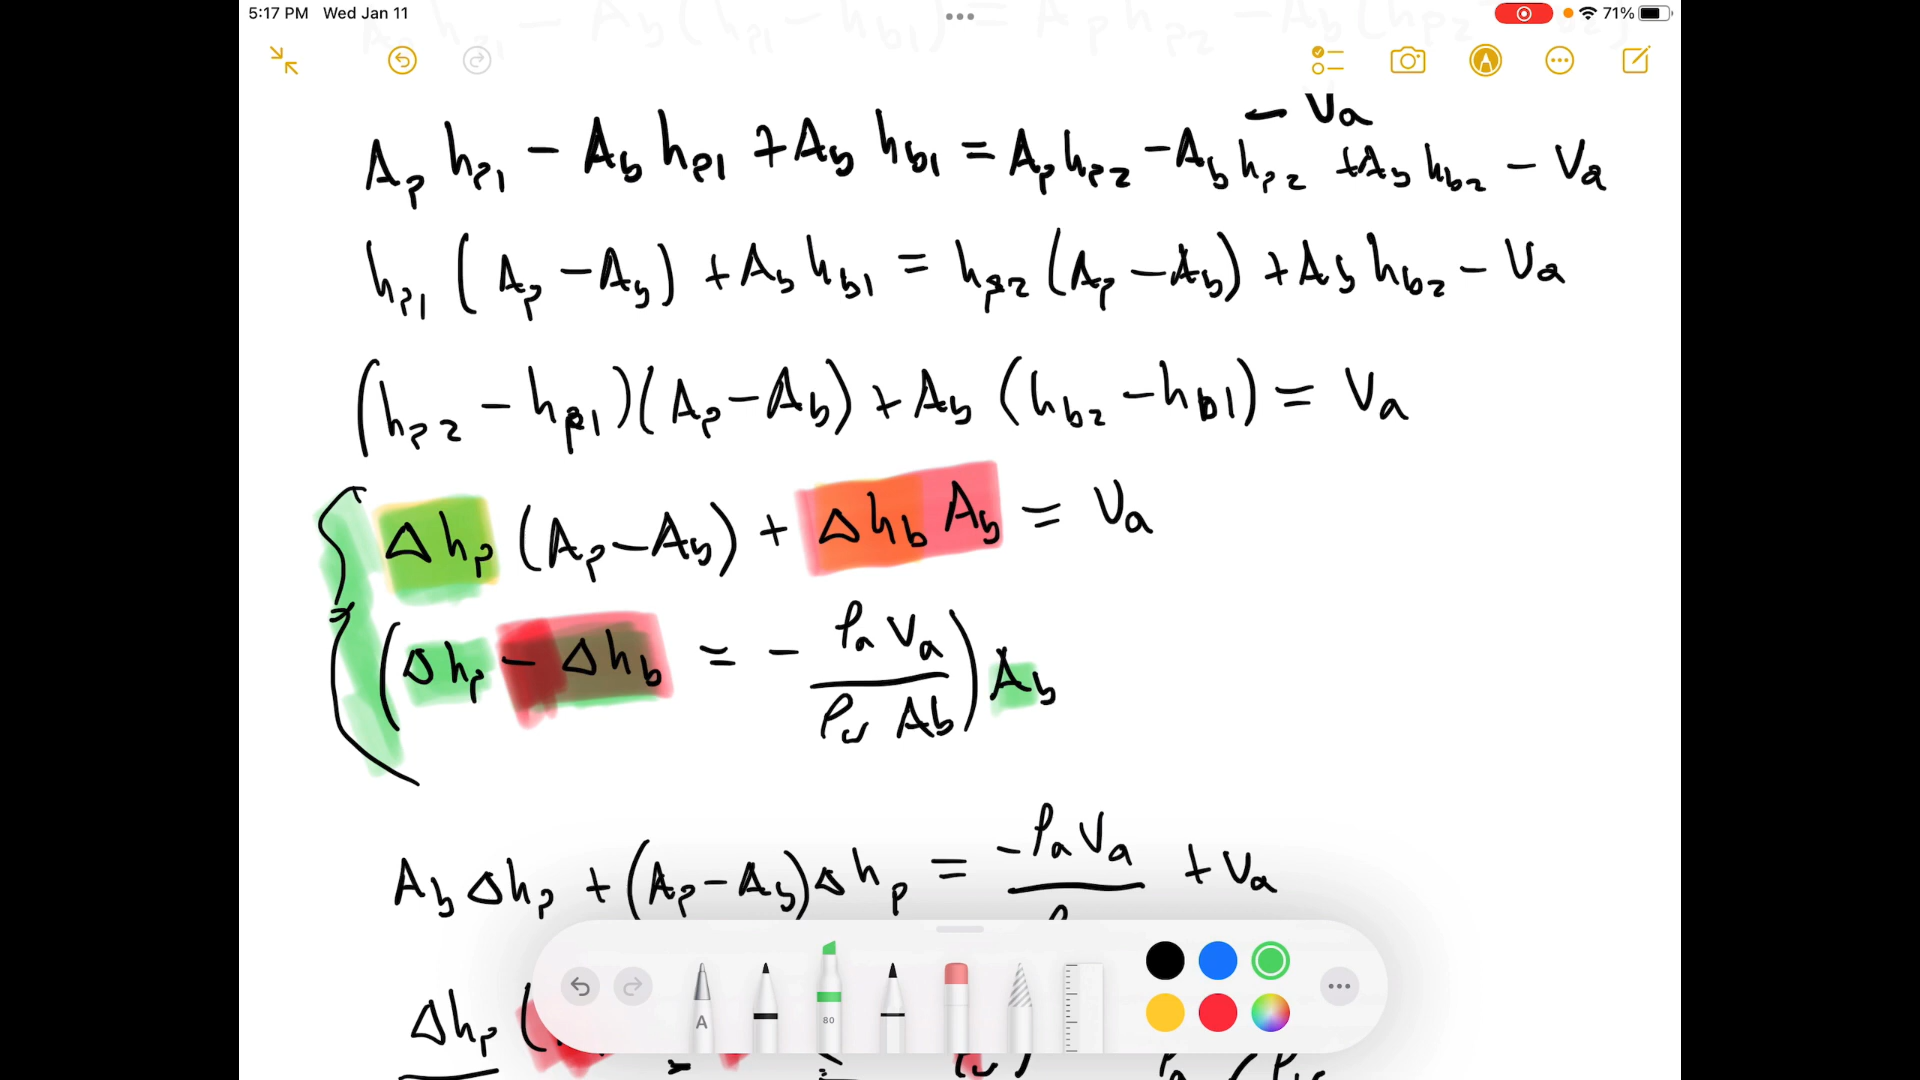 5:17 PM Wed Jan 11
71%
− Va
Ap hp1 − Ab hp1 + Ab hb1 = Ap hp2 − Ab hp2 + Ab hb2 − Va
hp1 (Ap − Ab) + Ab hb1 = hp2 (Ap − Ab) + Ab hb2 − Va
(hp2 − hp1)(Ap − Ab) + Ab (hb2 − hb1) = Va
Δhp (Ap − Ab) + Δhb Ab = Va
(Δhp − Δhb = − ρa Va / ρw Ab) Ab
Ab Δhp + (Ap − Ab) Δhp = −ρa Va / ρ + Va
A
80
Δhp (